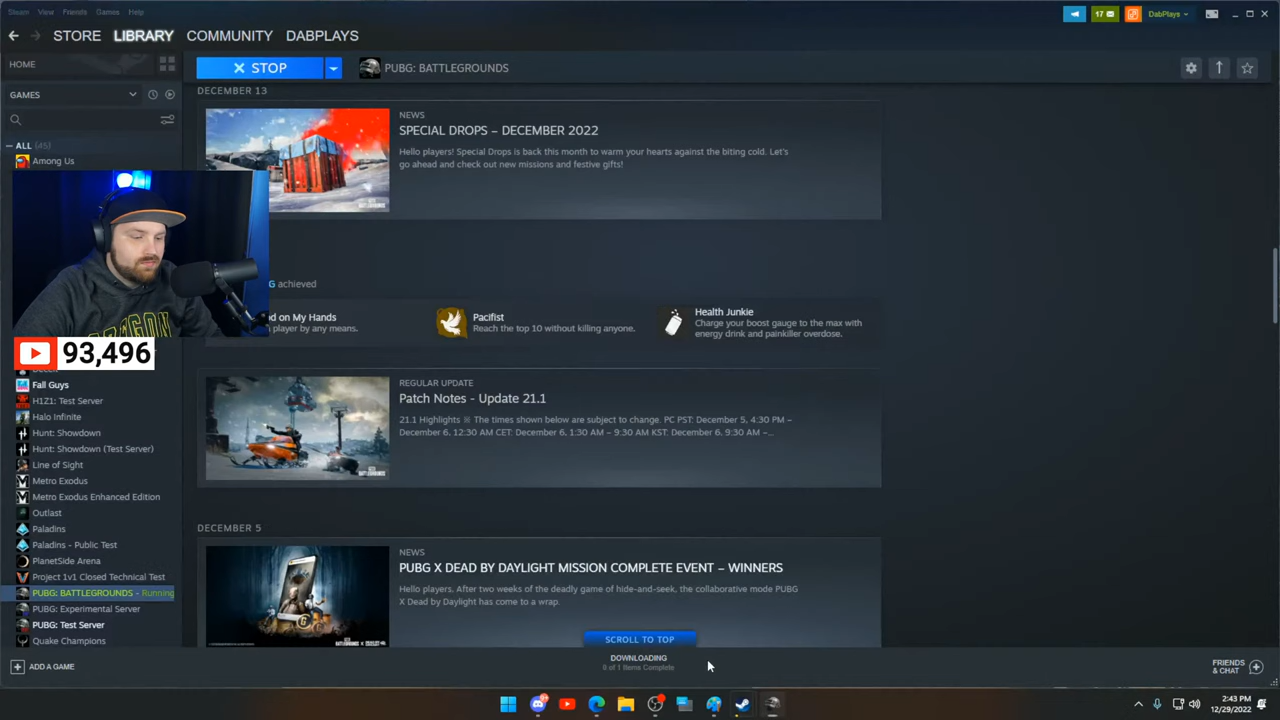 Steam View Friends Games Help
17
DabPlays
STORE LIBRARY COMMUNITY DABPLAYS
HOME
STOP
PUBG: BATTLEGROUNDS
GAMES
DECEMBER 13
NEWS
SPECIAL DROPS – DECEMBER 2022
Hello players! Special Drops is back this month to warm your hearts against the biting cold. Let's
go ahead and check out new missions and festive gifts!
ALL (45)
Among Us
G achieved
od on My Hands
player by any means.
Pacifist
Reach the top 10 without killing anyone.
Health Junkie
Charge your boost gauge to the max with
energy drink and painkiller overdose.
93,496
REGULAR UPDATE
Patch Notes - Update 21.1
21.1 Highlights ※ The times shown below are subject to change. PC PST: December 5, 4:30 PM –
December 6, 12:30 AM CET: December 6, 1:30 AM – 9:30 AM KST: December 6, 9:30 AM –...
Fall Guys
H1Z1: Test Server
Halo Infinite
Hunt: Showdown
Hunt: Showdown (Test Server)
Line of Sight
Metro Exodus
Metro Exodus Enhanced Edition
Outlast
Paladins
Paladins - Public Test
PlanetSide Arena
Project 1v1 Closed Technical Test
PUBG: BATTLEGROUNDS - Running
PUBG: Experimental Server
PUBG: Test Server
Quake Champions
DECEMBER 5
NEWS
PUBG X DEAD BY DAYLIGHT MISSION COMPLETE EVENT – WINNERS
Hello players, After two weeks of the deadly game of hide-and-seek, the collaborative mode PUBG
X Dead by Daylight has come to a wrap.
SCROLL TO TOP
ADD A GAME
DOWNLOADING
0 of 1 Items Complete
FRIENDS
& CHAT
2:43 PM
12/29/2022